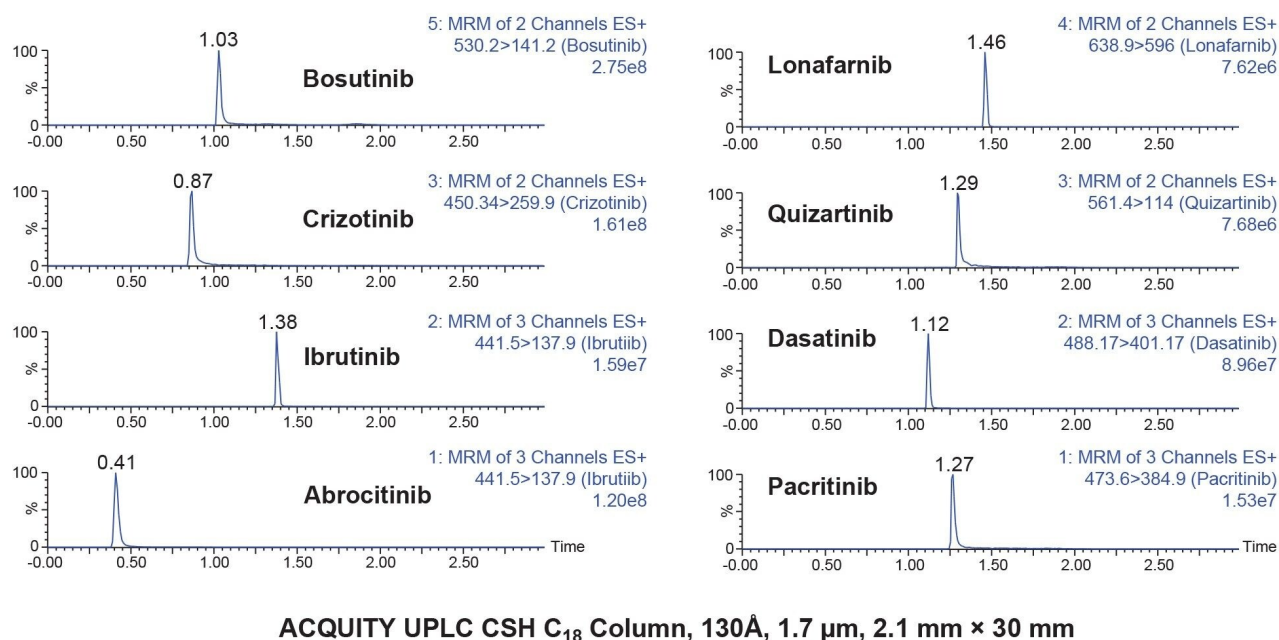 5: MRM of 2 Channels ES+
530.2>141.2 (Bosutinib)
2.75e8
1.03
Bosutinib
100
%
0
-0.00 0.50 1.00 1.50 2.00 2.50
3: MRM of 2 Channels ES+
450.34>259.9 (Crizotinib)
1.61e8
0.87
Crizotinib
100
%
0
-0.00 0.50 1.00 1.50 2.00 2.50
2: MRM of 3 Channels ES+
441.5>137.9 (Ibrutiib)
1.59e7
1.38
Ibrutinib
100
%
0
-0.00 0.50 1.00 1.50 2.00 2.50
1: MRM of 3 Channels ES+
441.5>137.9 (Ibrutiib)
1.20e8
0.41
Abrocitinib
100
%
0
Time
-0.00 0.50 1.00 1.50 2.00 2.50
4: MRM of 2 Channels ES+
638.9>596 (Lonafarnib)
7.62e6
1.46
Lonafarnib
100
%
0
-0.00 0.50 1.00 1.50 2.00 2.50
3: MRM of 2 Channels ES+
561.4>114 (Quizartinib)
7.68e6
1.29
Quizartinib
100
%
0
-0.00 0.50 1.00 1.50 2.00 2.50
2: MRM of 3 Channels ES+
488.17>401.17 (Dasatinib)
8.96e7
1.12
Dasatinib
100
%
0
-0.00 0.50 1.00 1.50 2.00 2.50
1: MRM of 3 Channels ES+
473.6>384.9 (Pacritinib)
1.53e7
1.27
Pacritinib
100
%
0
Time
-0.00 0.50 1.00 1.50 2.00 2.50
ACQUITY UPLC CSH C₁₈ Column, 130Å, 1.7 µm, 2.1 mm × 30 mm